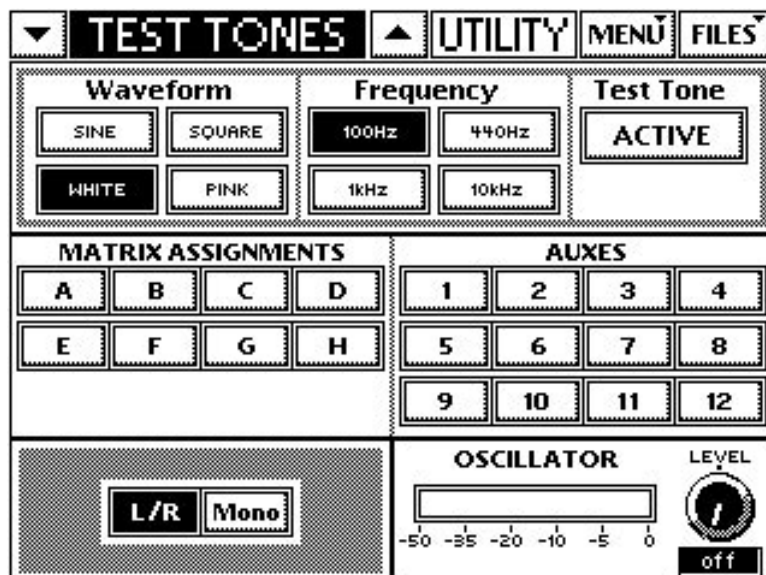 TEST TONES UTILITY MENU FILES
Waveform Frequency Test Tone
SINE SQUARE 100Hz 440Hz ACTIVE
WHITE PINK 1kHz 10kHz
MATRIX ASSIGNMENTS AUXES
A B C D 1 2 3 4
E F G H 5 6 7 8
9 10 11 12
OSCILLATOR LEVEL
L/R Mono
-50 -35 -20 -10 -5 0
off